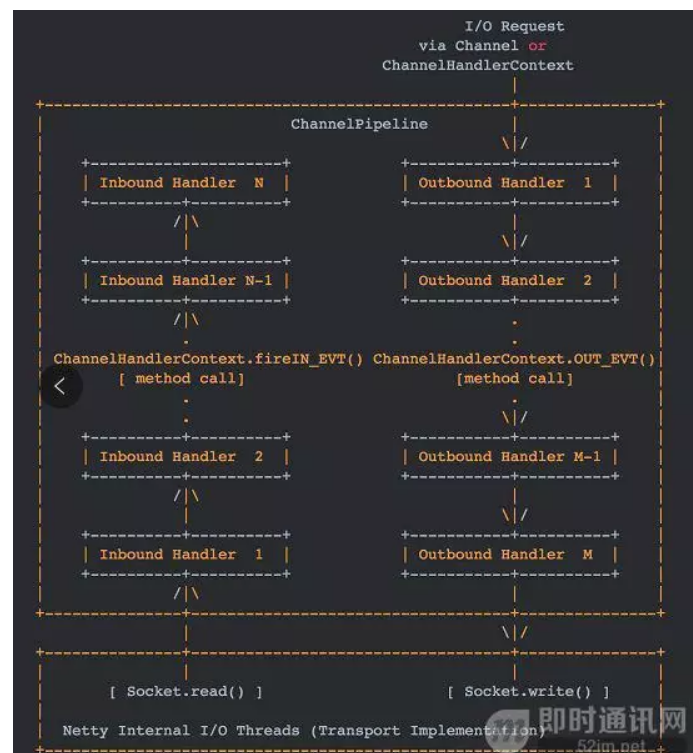 I/O Request
via Channel or
ChannelHandlerContext
ChannelPipeline
Inbound Handler N
Outbound Handler 1
Inbound Handler N-1
Outbound Handler 2
ChannelHandlerContext.fireIN_EVT() ChannelHandlerContext.OUT_EVT()
[ method call] [method call]
Inbound Handler 2
Outbound Handler M-1
Inbound Handler 1
Outbound Handler M
[ Socket.read() ] [ Socket.write() ]
Netty Internal I/O Threads (Transport Implementation)
即时通讯网
52im.net